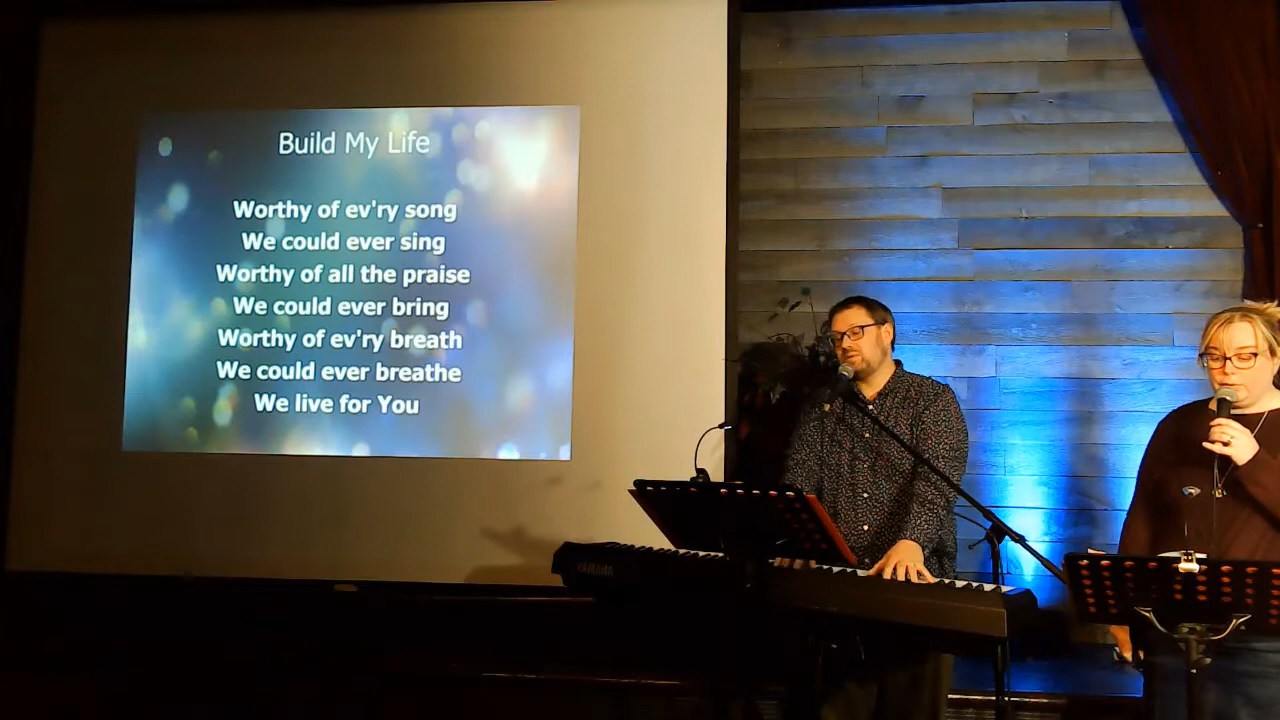 Build My Life
Worthy of ev'ry song
We could ever sing
Worthy of all the praise
We could ever bring
Worthy of ev'ry breath
We could ever breathe
We live for You
YAMAHA